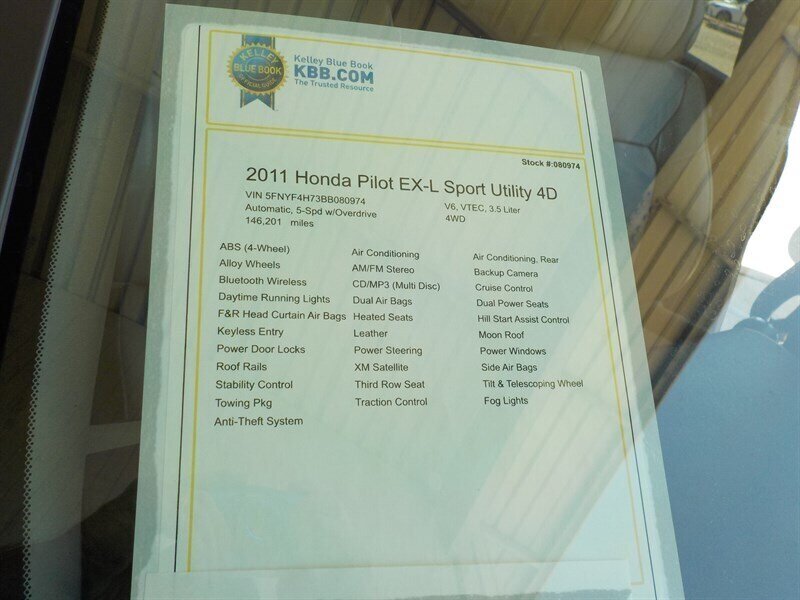 KELLEY
BLUE BOOK
OFFICIAL GUIDE
Kelley Blue Book
KBB.COM
The Trusted Resource
Stock #:080974
2011 Honda Pilot EX-L Sport Utility 4D
VIN 5FNYF4H73BB080974
V6, VTEC, 3.5 Liter
Automatic, 5-Spd w/Overdrive
4WD
146,201 miles
ABS (4-Wheel) Air Conditioning Air Conditioning, Rear
Alloy Wheels AM/FM Stereo Backup Camera
Bluetooth Wireless CD/MP3 (Multi Disc) Cruise Control
Daytime Running Lights Dual Air Bags Dual Power Seats
F&R Head Curtain Air Bags Heated Seats Hill Start Assist Control
Keyless Entry Leather Moon Roof
Power Door Locks Power Steering Power Windows
Roof Rails XM Satellite Side Air Bags
Stability Control Third Row Seat Tilt & Telescoping Wheel
Towing Pkg Traction Control Fog Lights
Anti-Theft System